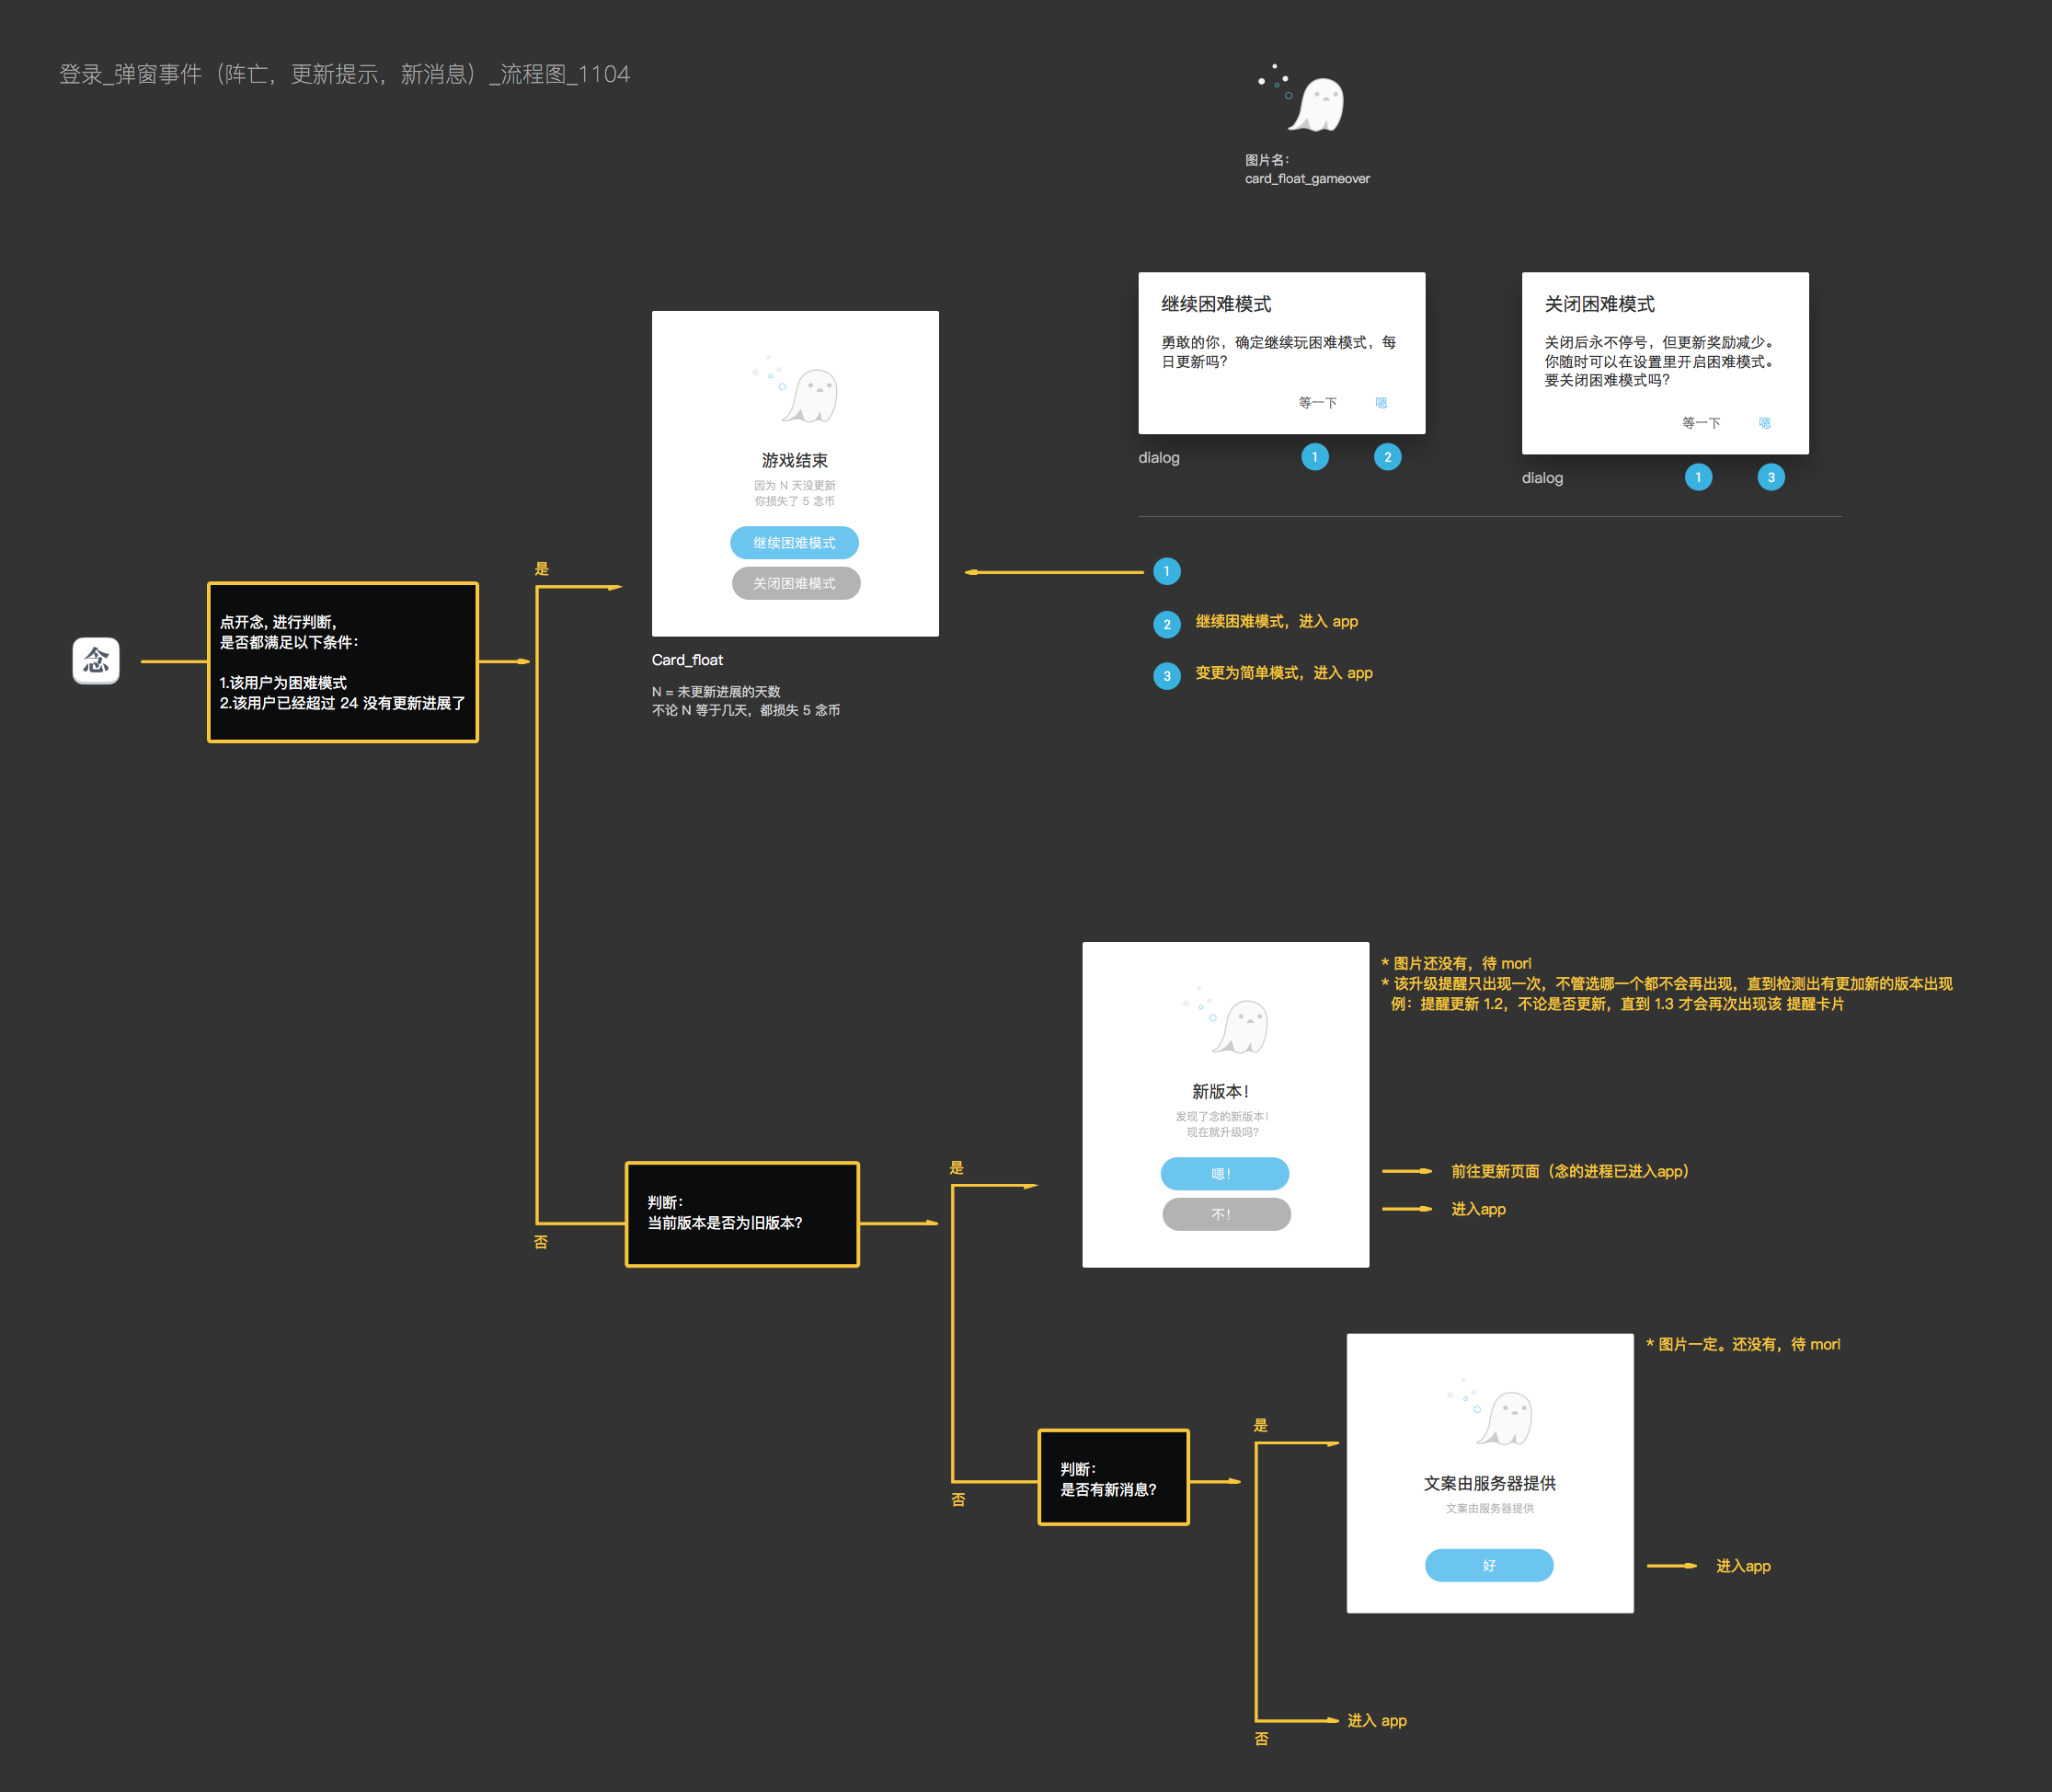 登录_弹窗事件（阵亡，更新提示，新消息）_流程图_1104
图片名：
card_float_gameover
继续困难模式
勇敢的你，确定继续玩困难模式，每
日更新吗？
等一下
嗯
dialog
1
2
关闭困难模式
关闭后永不停号，但更新奖励减少。
你随时可以在设置里开启困难模式。
要关闭困难模式吗？
等一下
嗯
dialog
1
3
游戏结束
因为 N 天没更新
你损失了 5 念币
继续困难模式
关闭困难模式
Card_float
N = 未更新进展的天数
不论 N 等于几天，都损失 5 念币
1
2
继续困难模式，进入 app
3
变更为简单模式，进入 app
念
点开念, 进行判断，
是否都满足以下条件：
1.该用户为困难模式
2.该用户已经超过 24 没有更新进展了
是
否
判断：
当前版本是否为旧版本？
是
否
新版本！
发现了念的新版本！
现在就升级吗？
嗯！
不！
* 图片还没有，待 mori
* 该升级提醒只出现一次，不管选哪一个都不会再出现，直到检测出有更加新的版本出现
例：提醒更新 1.2，不论是否更新，直到 1.3 才会再次出现该 提醒卡片
前往更新页面（念的进程已进入app）
进入app
判断：
是否有新消息？
是
否
文案由服务器提供
文案由服务器提供
好
* 图片一定。还没有，待 mori
进入app
进入 app